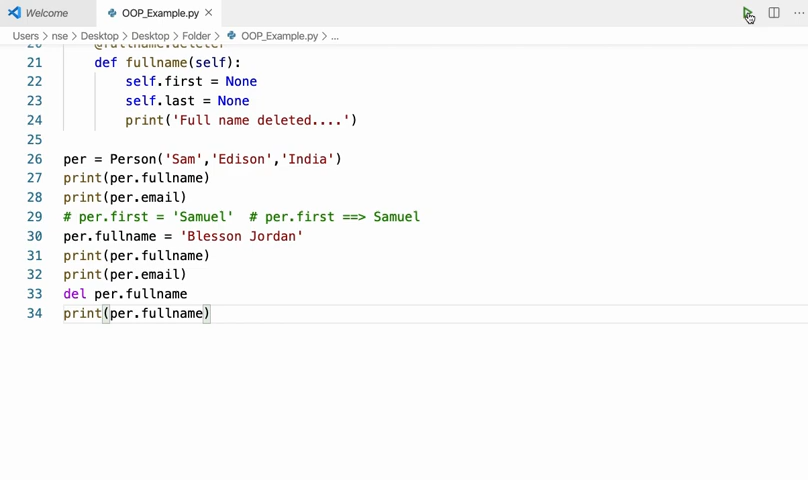 Welcome
OOP_Example.py
Users > nse > Desktop > Desktop > Folder > OOP_Example.py > ...
20 @fullname.deleter
21 def fullname(self):
22 self.first = None
23 self.last = None
24 print('Full name deleted....')
25
26 per = Person('Sam','Edison','India')
27 print(per.fullname)
28 print(per.email)
29 # per.first = 'Samuel'  # per.first ==> Samuel
30 per.fullname = 'Blesson Jordan'
31 print(per.fullname)
32 print(per.email)
33 del per.fullname
34 print(per.fullname)